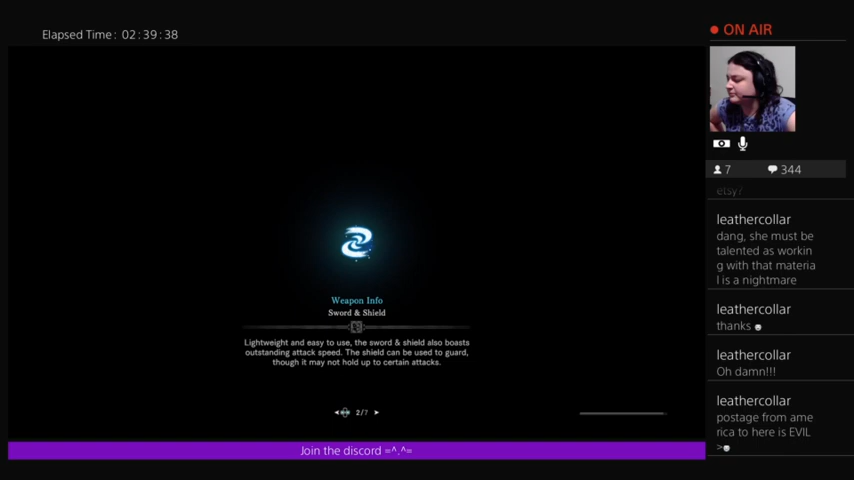 Elapsed Time: 02:39:38
ON AIR
7 344
etsy?
leathercollar
dang, she must be
talented as workin
g with that materia
l is a nightmare
leathercollar
thanks
leathercollar
Oh damn!!!
leathercollar
postage from ame
rica to here is EVIL
>
Weapon Info
Sword & Shield
Lightweight and easy to use, the sword & shield also boasts
outstanding attack speed. The shield can be used to guard,
though it may not hold up to certain attacks.
2/7
Join the discord =^.^=